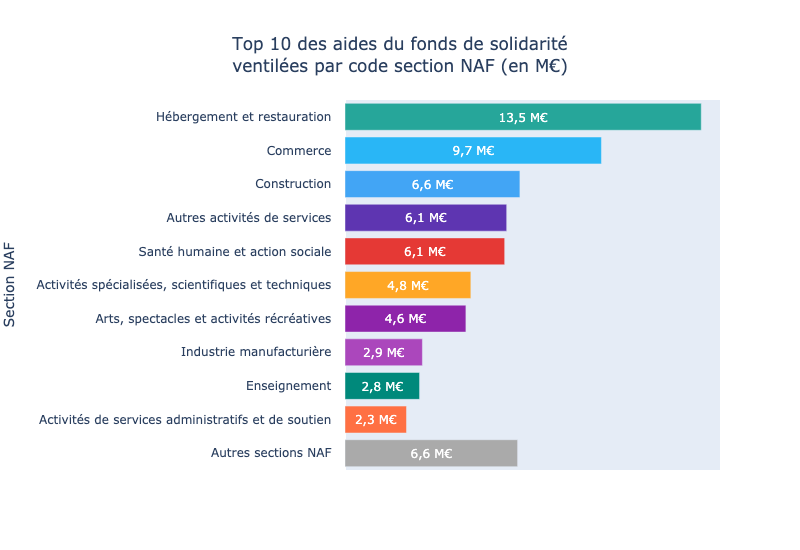 Top 10 des aides du fonds de solidarité
ventilées par code section NAF (en M€)
Section NAF
Hébergement et restauration 13,5 M€
Commerce 9,7 M€
Construction 6,6 M€
Autres activités de services 6,1 M€
Santé humaine et action sociale 6,1 M€
Activités spécialisées, scientifiques et techniques 4,8 M€
Arts, spectacles et activités récréatives 4,6 M€
Industrie manufacturière 2,9 M€
Enseignement 2,8 M€
Activités de services administratifs et de soutien 2,3 M€
Autres sections NAF 6,6 M€